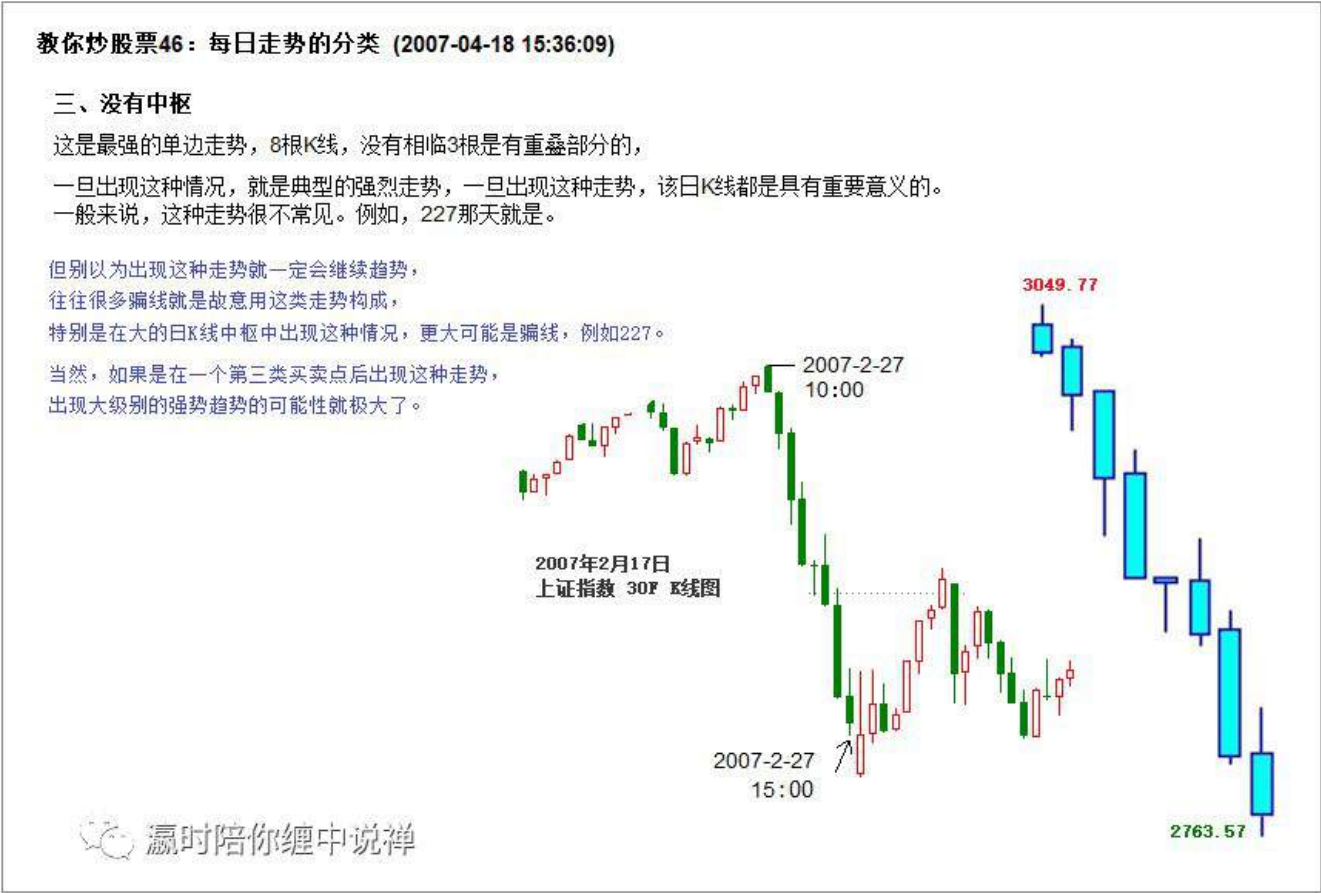 教你炒股票46：每日走势的分类 (2007-04-18 15:36:09)
三、没有中枢
这是最强的单边走势，8根K线，没有相临3根是有重叠部分的，
一旦出现这种情况，就是典型的强烈走势，一旦出现这种走势，该日K线都是具有重要意义的。
一般来说，这种走势很不常见。例如，227那天就是。
但别以为出现这种走势就一定会继续趋势，
往往很多骗线就是故意用这类走势构成，
特别是在大的日K线中枢中出现这种情况，更大可能是骗线，例如227。
当然，如果是在一个第三类买卖点后出现这种走势，
出现大级别的强势趋势的可能性就极大了。
3049.77
2007-2-27
10:00
2007年2月17日
上证指数 30F K线图
2007-2-27
15:00
2763.57
瀛时陪你缠中说禅